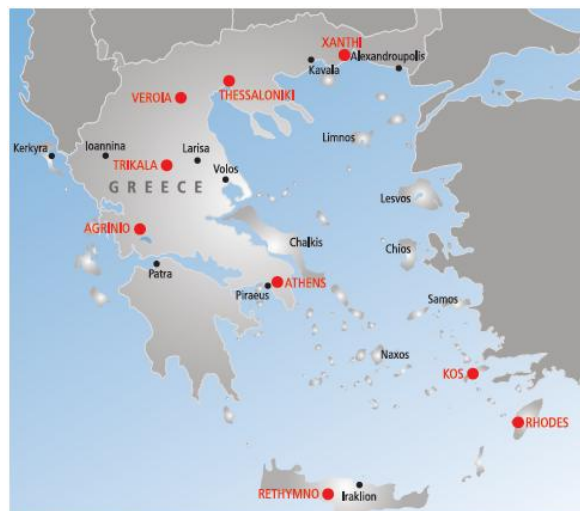 XANTHI
Alexandroupolis
Kavala
THESSALONIKI
VEROIA
Limnos
Kerkyra
Ioannina
Larisa
TRIKALA
Volos
GREECE
Lesvos
AGRINIO
Chalkis
Chios
Patra
ATHENS
Piraeus
Samos
Naxos
KOS
RHODES
RETHYMNO
Iraklion